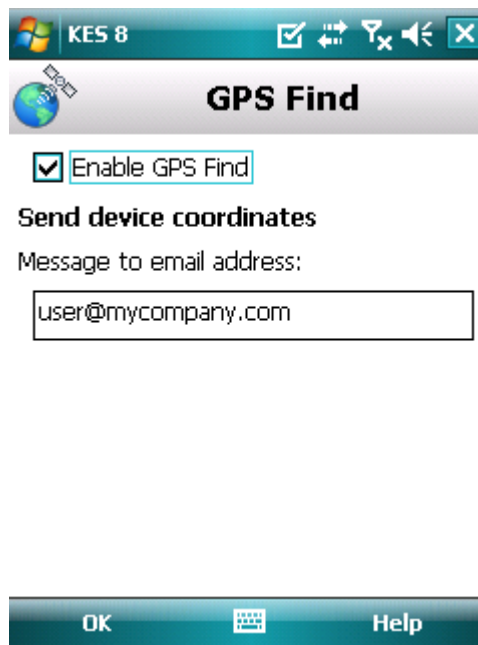 KES 8
GPS Find
Enable GPS Find
Send device coordinates
Message to email address:
user@mycompany.com
OK
Help